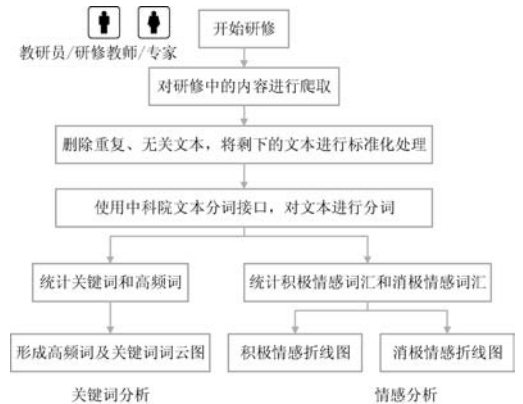 开始研修
教研员/研修教师/专家
对研修中的内容进行爬取
删除重复、无关文本，将剩下的文本进行标准化处理
使用中科院文本分词接口，对文本进行分词
统计关键词和高频词
统计积极情感词汇和消极情感词汇
形成高频词及关键词词云图
积极情感折线图
消极情感折线图
关键词分析
情感分析